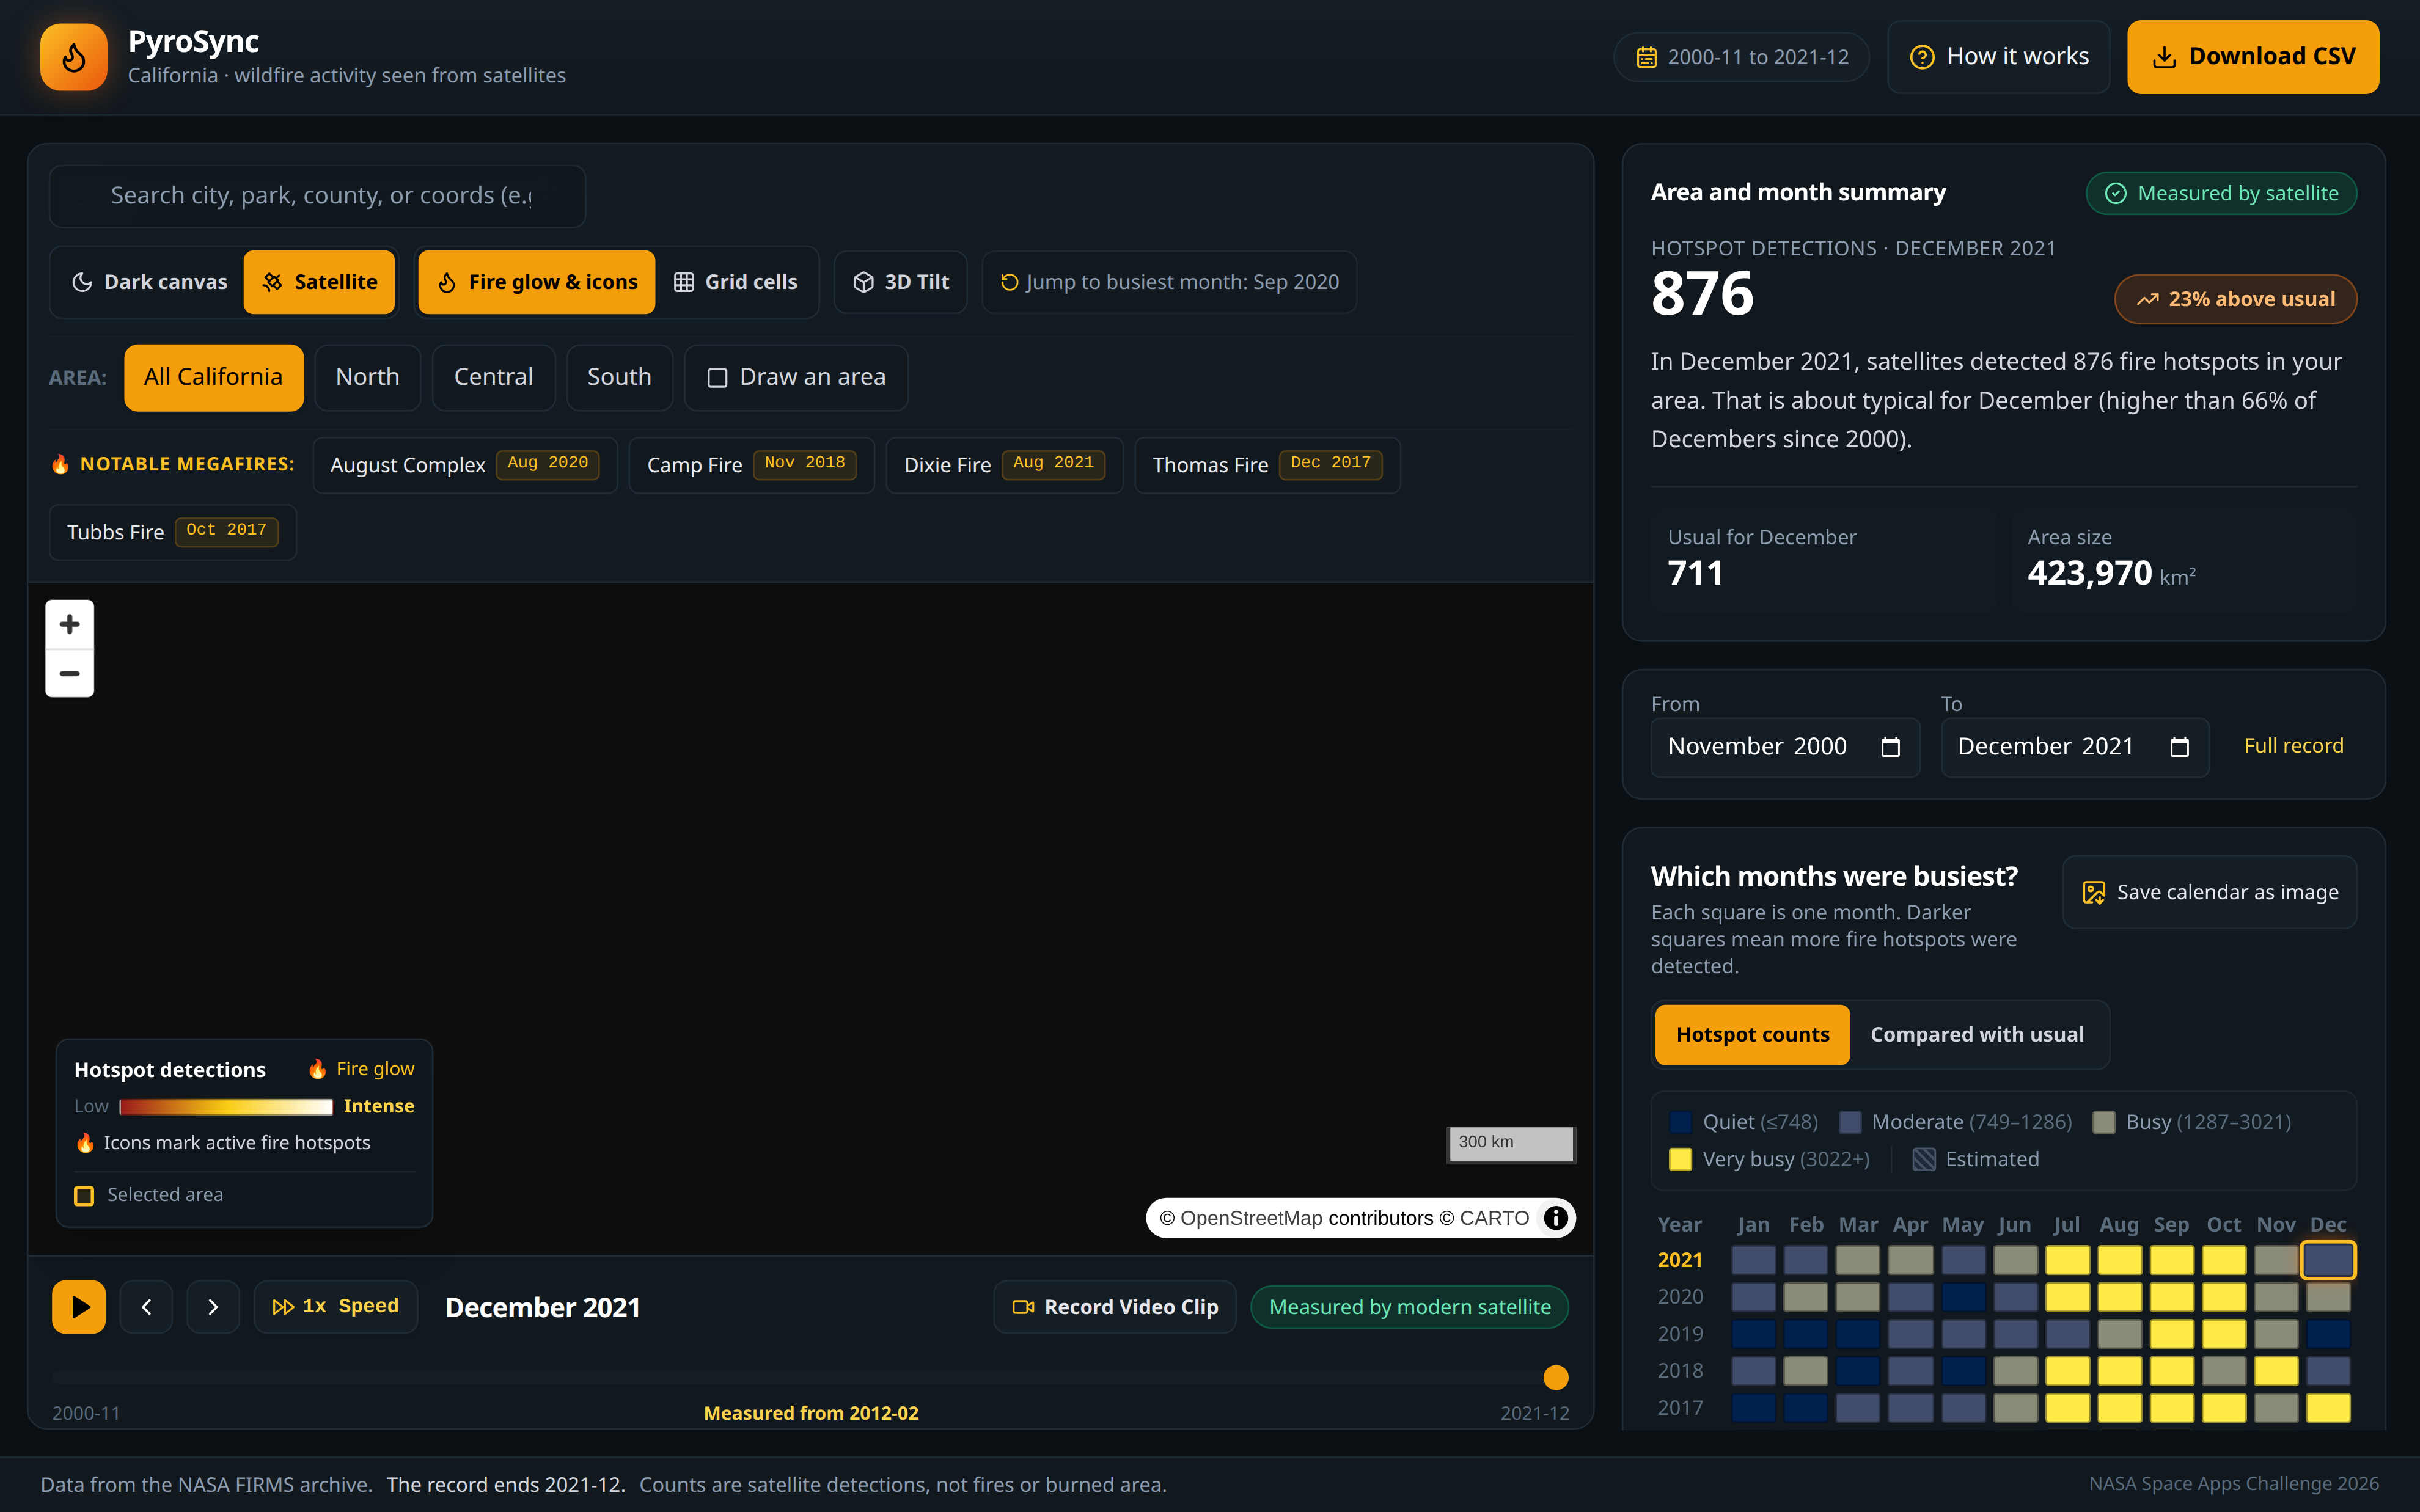 PyroSync
California · wildfire activity seen from satellites
2000-11 to 2021-12
How it works
Download CSV
Search city, park, county, or coords (e.g
Dark canvas
Satellite
Fire glow & icons
Grid cells
3D Tilt
Jump to busiest month: Sep 2020
AREA:
All California
North
Central
South
Draw an area
🔥 NOTABLE MEGAFIRES:
August Complex Aug 2020
Camp Fire Nov 2018
Dixie Fire Aug 2021
Thomas Fire Dec 2017
Tubbs Fire Oct 2017
+
−
Hotspot detections
🔥 Fire glow
Low
Intense
🔥 Icons mark active fire hotspots
Selected area
300 km
© OpenStreetMap contributors © CARTO
1x Speed
December 2021
Record Video Clip
Measured by modern satellite
2000-11
Measured from 2012-02
2021-12
Area and month summary
Measured by satellite
HOTSPOT DETECTIONS · DECEMBER 2021
876
23% above usual
In December 2021, satellites detected 876 fire hotspots in your
area. That is about typical for December (higher than 66% of
Decembers since 2000).
Usual for December
711
Area size
423,970 km²
From
November 2000
To
December 2021
Full record
Which months were busiest?
Each square is one month. Darker
squares mean more fire hotspots were
detected.
Save calendar as image
Hotspot counts
Compared with usual
Quiet (≤748)
Moderate (749–1286)
Busy (1287–3021)
Very busy (3022+)
Estimated
Year Jan Feb Mar Apr May Jun Jul Aug Sep Oct Nov Dec
2021
2020
2019
2018
2017
Data from the NASA FIRMS archive. The record ends 2021-12. Counts are satellite detections, not fires or burned area.
NASA Space Apps Challenge 2026